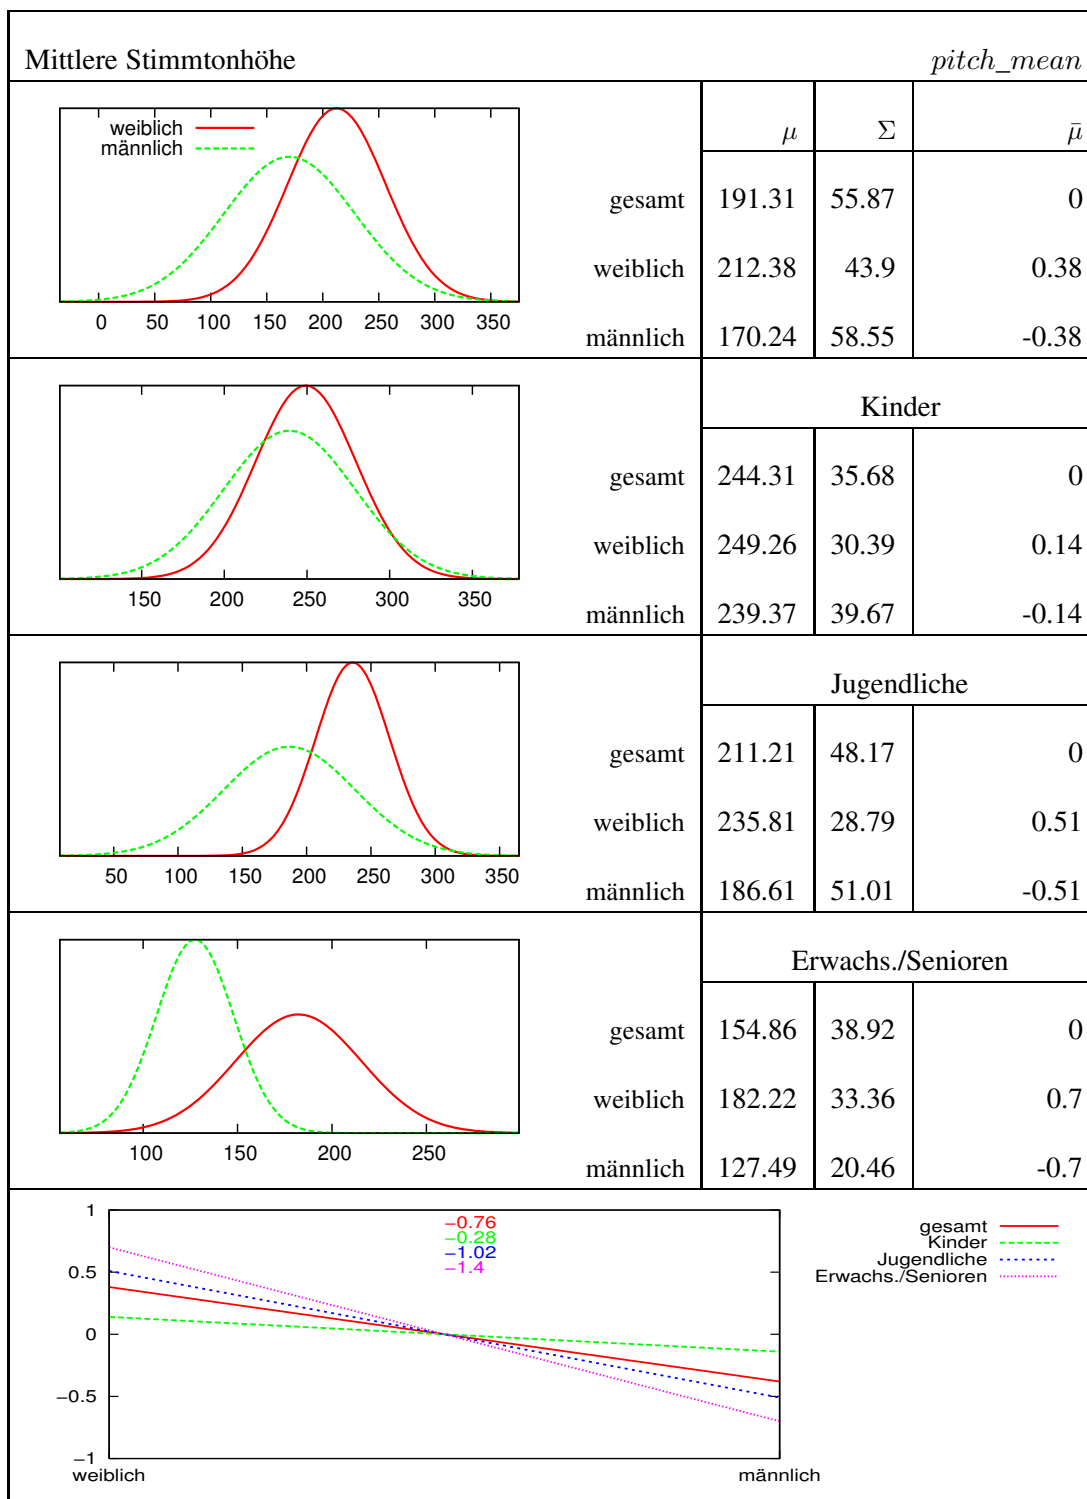 Mittlere Stimmtonhöhe pitch_mean
weiblich
männlich
0 50 100 150 200 250 300 350
μ Σ μ̄
gesamt 191.31 55.87 0
weiblich 212.38 43.9 0.38
männlich 170.24 58.55 -0.38
150 200 250 300 350
Kinder
gesamt 244.31 35.68 0
weiblich 249.26 30.39 0.14
männlich 239.37 39.67 -0.14
50 100 150 200 250 300 350
Jugendliche
gesamt 211.21 48.17 0
weiblich 235.81 28.79 0.51
männlich 186.61 51.01 -0.51
100 150 200 250
Erwachs./Senioren
gesamt 154.86 38.92 0
weiblich 182.22 33.36 0.7
männlich 127.49 20.46 -0.7
1
0.5
0
−0.5
−1
−0.76
−0.28
−1.02
−1.4
weiblich männlich
gesamt
Kinder
Jugendliche
Erwachs./Senioren